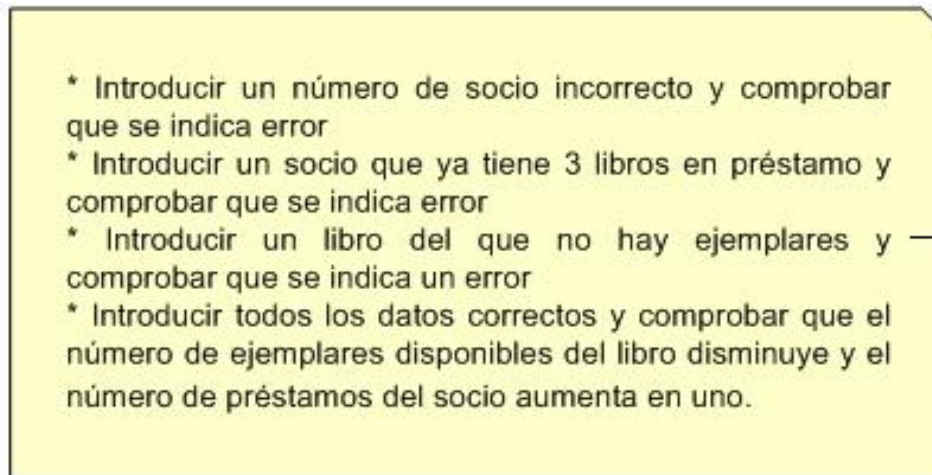 * Introducir un número de socio incorrecto y comprobar
que se indica error
* Introducir un socio que ya tiene 3 libros en préstamo y
comprobar que se indica error
* Introducir un libro del que no hay ejemplares y
comprobar que se indica un error
* Introducir todos los datos correctos y comprobar que el
número de ejemplares disponibles del libro disminuye y el
número de préstamos del socio aumenta en uno.